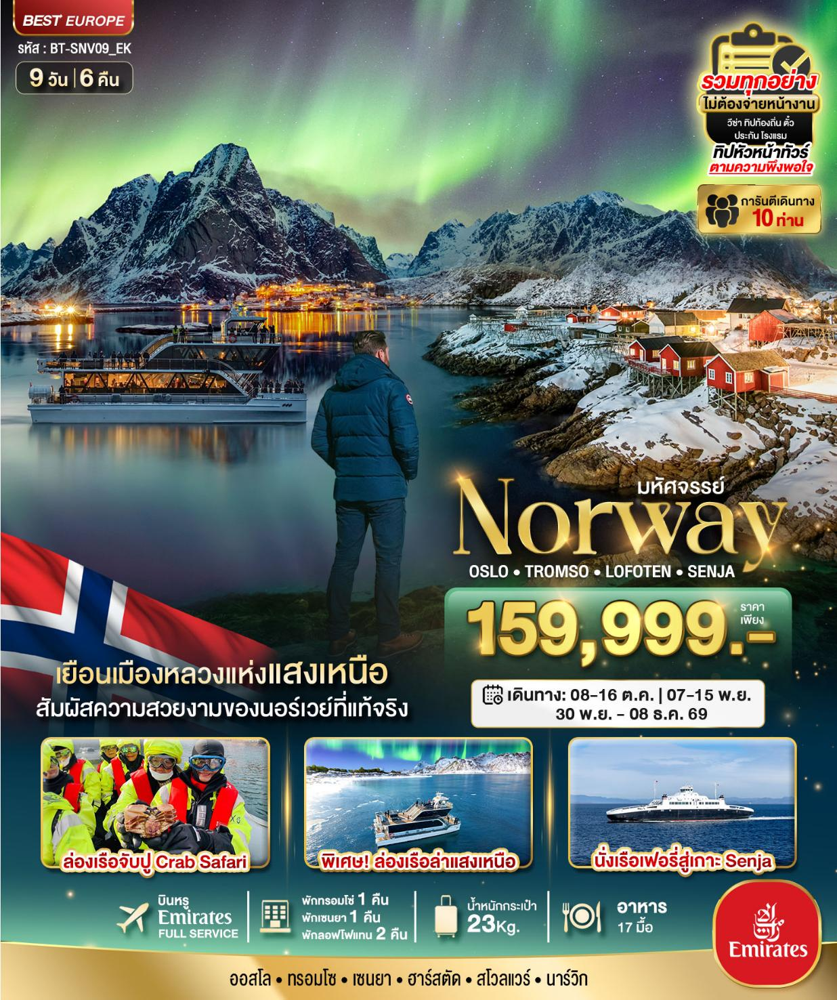 BEST EUROPE
รหัส : BT-SNV09_EK
9 วัน | 6 คืน
รวมทุกอย่าง
ไม่ต้องจ่ายหน้างาน
วีซ่า ทิปท้องถิ่น ตั๋ว
ประกัน โรงแรม
ทิปหัวหน้าทัวร์
ตามความพึงพอใจ
การันตีเดินทาง
10 ท่าน
มหัศจรรย์
Norway
OSLO • TROMSO • LOFOTEN • SENJA
159,999.-
ราคา
เพียง
เดินทาง: 08-16 ต.ค. | 07-15 พ.ย.
30 พ.ย. - 08 ธ.ค. 69
เยือนเมืองหลวงแห่งแสงเหนือ
สัมผัสความสวยงามของนอร์เวย์ที่แท้จริง
ล่องเรือจับปู Crab Safari
พิเศษ! ล่องเรือล่าแสงเหนือ
นั่งเรือเฟอรี่สู่เกาะ Senja
บินหรู
Emirates
FULL SERVICE
พักทรอมโซ่ 1 คืน
พักเซนยา 1 คืน
พักลอฟโฟแทน 2 คืน
น้ำหนักกระเป๋า
23Kg.
อาหาร
17 มื้อ
Emirates
ออสโล • ทรอมโซ • เซนยา • ฮาร์สตัด • สโวลแวร์ • นาร์วิก